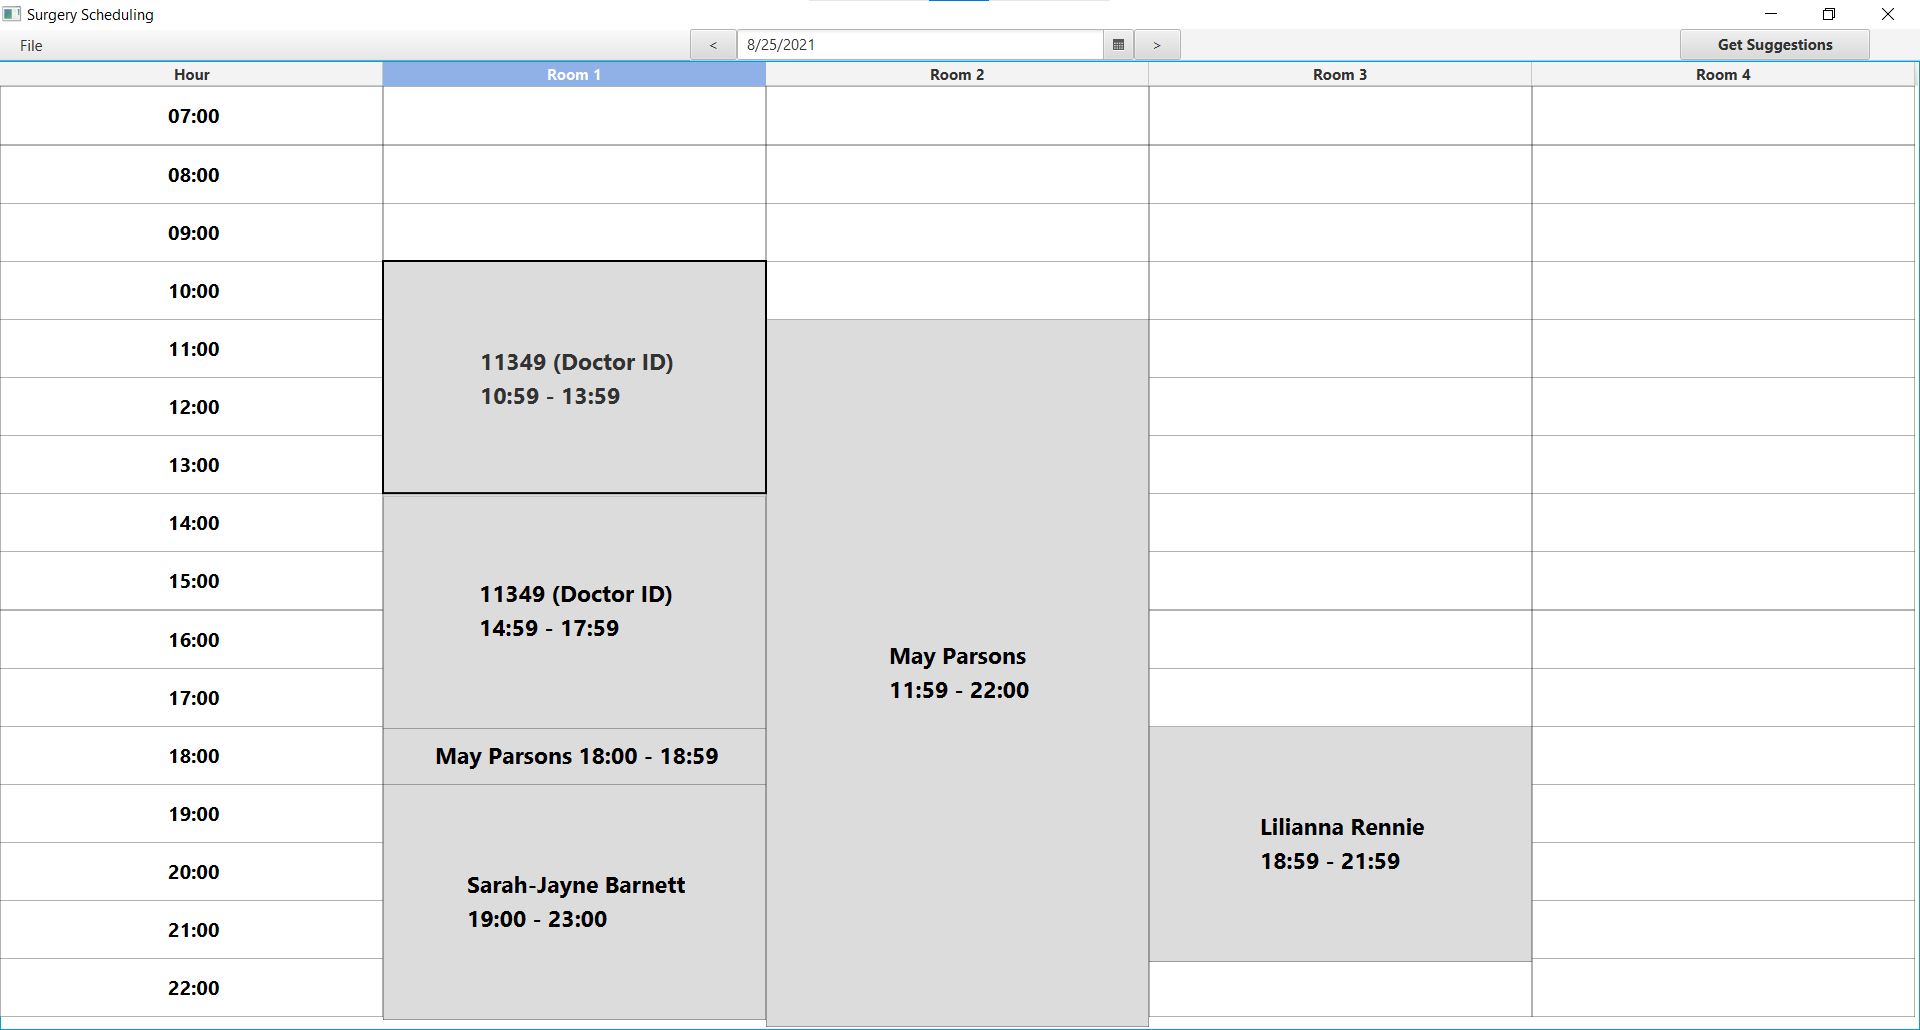 Surgery Scheduling
File
<
8/25/2021
>
Get Suggestions
Hour Room 1 Room 2 Room 3 Room 4
07:00
08:00
09:00
10:00
11:00
11349 (Doctor ID)
10:59 - 13:59
12:00
13:00
14:00
15:00
11349 (Doctor ID)
14:59 - 17:59
16:00
May Parsons
11:59 - 22:00
17:00
18:00
May Parsons 18:00 - 18:59
19:00
Lilianna Rennie
18:59 - 21:59
20:00
Sarah-Jayne Barnett
19:00 - 23:00
21:00
22:00